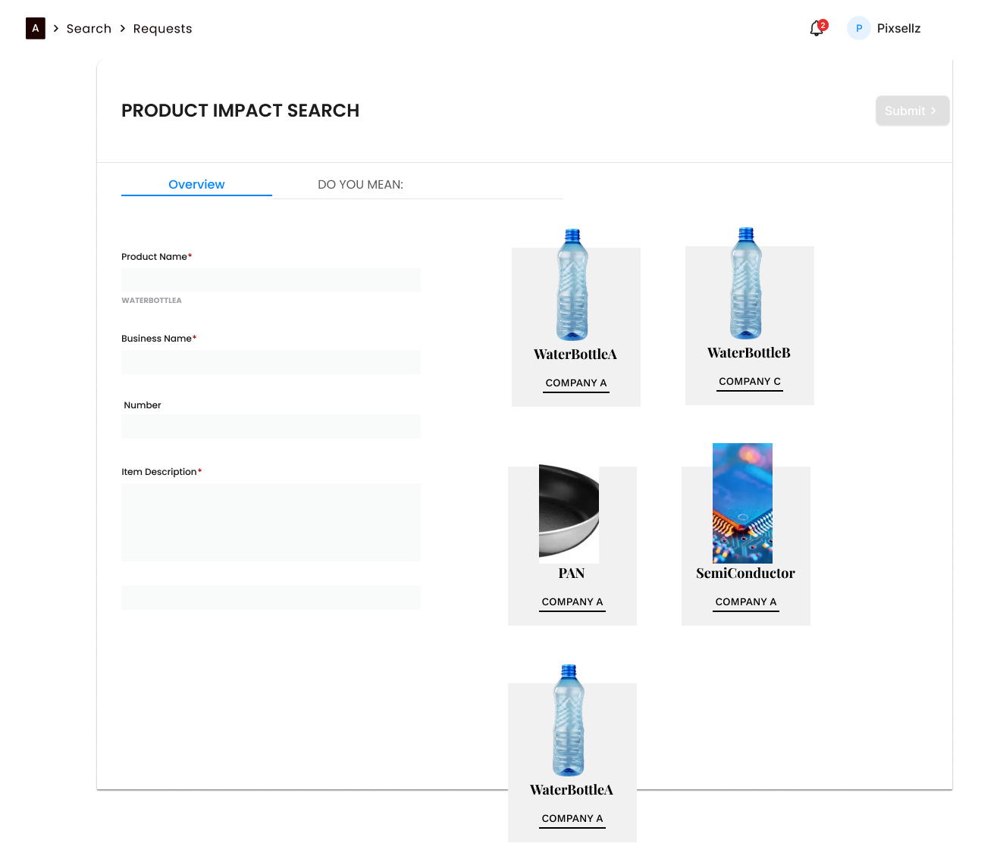 A > Search > Requests
2
P Pixsellz
PRODUCT IMPACT SEARCH
Submit >
Overview
DO YOU MEAN:
Product Name*
WATERBOTTLEA
Business Name*
Number
Item Description*
WaterBottleA
COMPANY A
WaterBottleB
COMPANY C
PAN
COMPANY A
SemiConductor
COMPANY A
WaterBottleA
COMPANY A